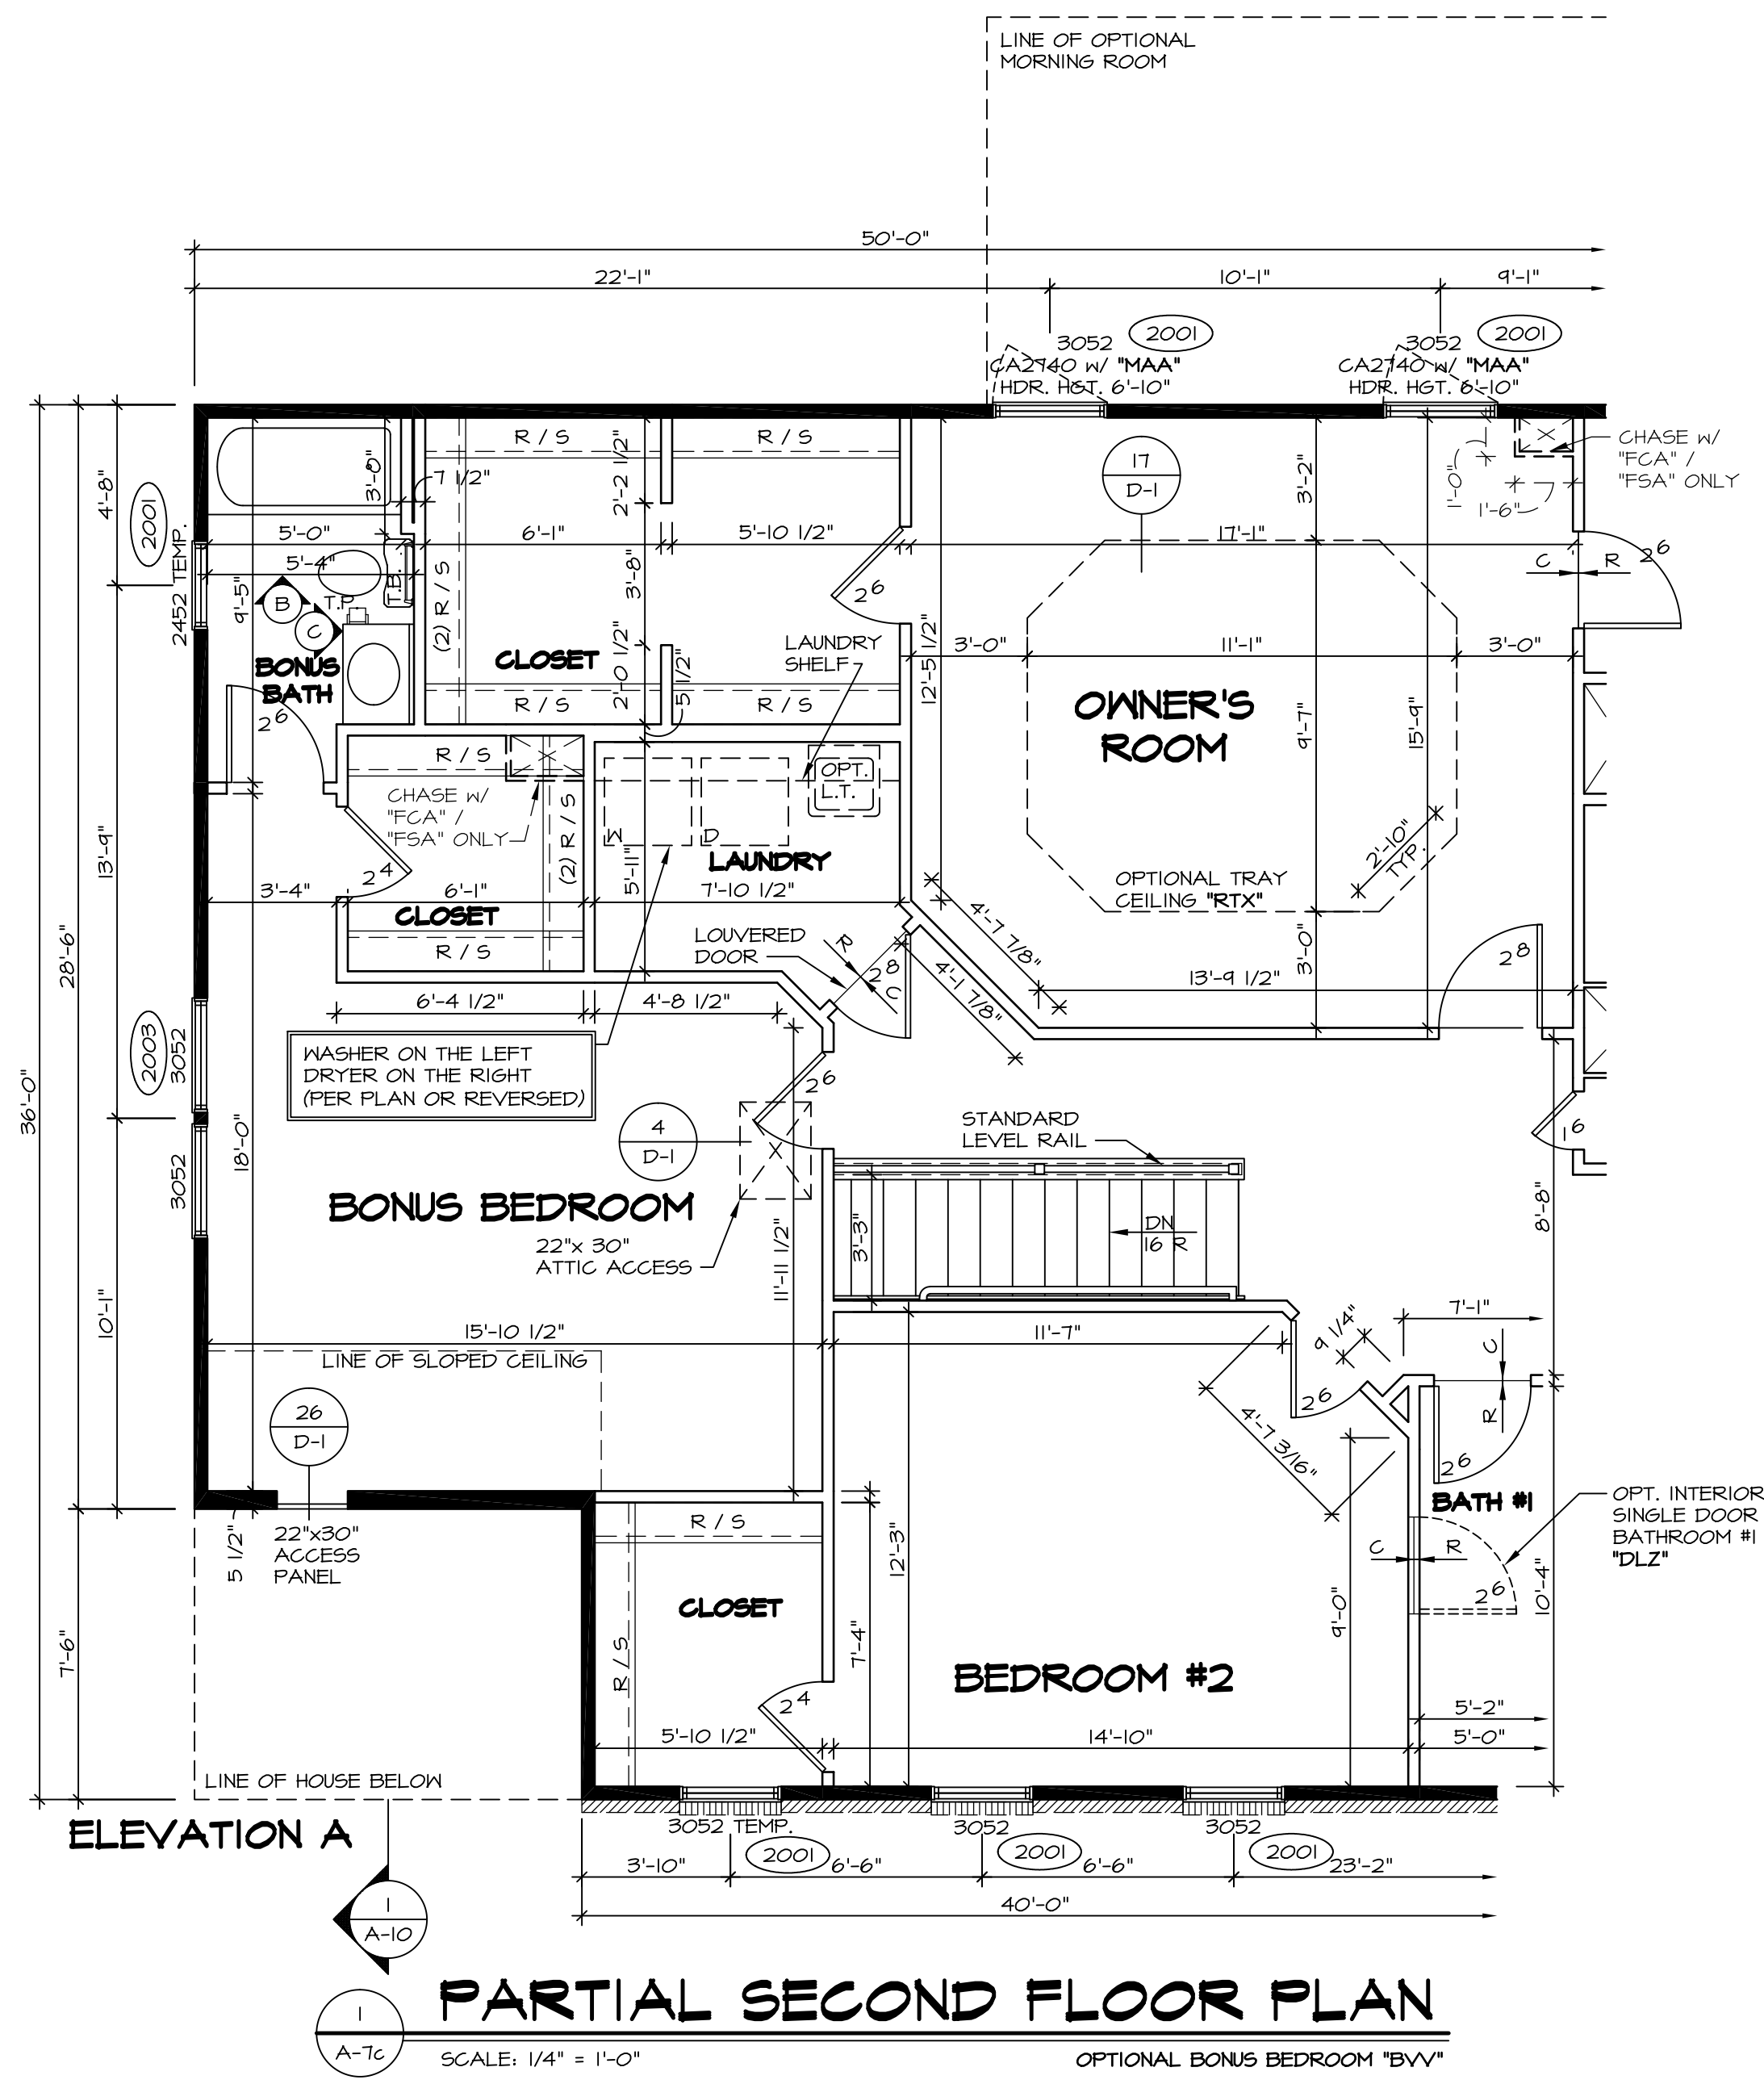 LINE OF OPTIONAL
MORNING ROOM
50'-0"
22'-1"
10'-1"
9'-1"
3052
2001
CA2740 W/ "MAA"
HDR. HGT. 6'-10"
3052
2001
CA2740 W/ "MAA"
HDR. HGT. 6'-10"
36'-0"
28'-6"
7'-6"
4'-8"
13'-9"
10'-1"
2001
2452 TEMP.
2003
3052
3052
R / S
R / S
3'-0"
7 1/2"
2'-2 1/2"
17
D-1
3'-2"
1'-0"
1'-6"
CHASE W/
"FCA" /
"FSA" ONLY
5'-0"
6'-1"
5'-10 1/2"
17'-1"
5'-4"
9'-5"
T.B.
T.P.
B
C
(2) R / S
3'-8"
26
C
R
26
BONUS
BATH
CLOSET
2'-0 1/2"
5 1/2"
LAUNDRY
SHELF
12'-5 1/2"
3'-0"
11'-1"
3'-0"
OWNER'S
ROOM
9'-7"
15'-9"
R / S
R / S
26
R / S
CHASE W/
"FCA" /
"FSA" ONLY
(2) R / S
W
D
OPT.
L.T.
LAUNDRY
5'-11"
24
3'-4"
6'-1"
7'-10 1/2"
CLOSET
R / S
2'-10"
TYP.
OPTIONAL TRAY
CEILING "RTX"
LOUVERED
DOOR
R
28
C
4'-7 7/8"
4'-1 7/8"
3'-0"
13'-9 1/2"
28
6'-4 1/2"
4'-8 1/2"
WASHER ON THE LEFT
DRYER ON THE RIGHT
(PER PLAN OR REVERSED)
26
4
D-1
STANDARD
LEVEL RAIL
16
18'-0"
BONUS BEDROOM
22"x 30"
ATTIC ACCESS
11'-11 1/2"
3'-3"
DN
16 R
8'-8"
15'-10 1/2"
11'-7"
LINE OF SLOPED CEILING
9 1/4"
7'-1"
C
R
26
26
D-1
26
4'-7 3/16"
BATH #1
OPT. INTERIOR
SINGLE DOOR
BATHROOM #1
"DLZ"
5 1/2"
22"x30"
ACCESS
PANEL
R / S
12'-3"
C
R
26
10'-4"
CLOSET
R / S
7'-4"
9'-0"
BEDROOM #2
24
5'-10 1/2"
14'-10"
5'-2"
5'-0"
LINE OF HOUSE BELOW
ELEVATION A
3052 TEMP.
3052
3052
3'-10"
2001
6'-6"
2001
6'-6"
2001
23'-2"
40'-0"
1
A-10
1
A-7c
PARTIAL SECOND FLOOR PLAN
SCALE: 1/4" = 1'-0"
OPTIONAL BONUS BEDROOM "BVV"